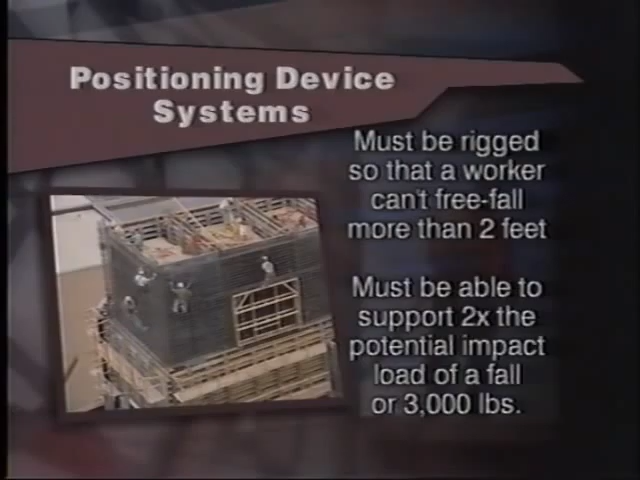 Positioning Device
Systems
Must be rigged
so that a worker
can't free-fall
more than 2 feet
Must be able to
support 2x the
potential impact
load of a fall
or 3,000 lbs.